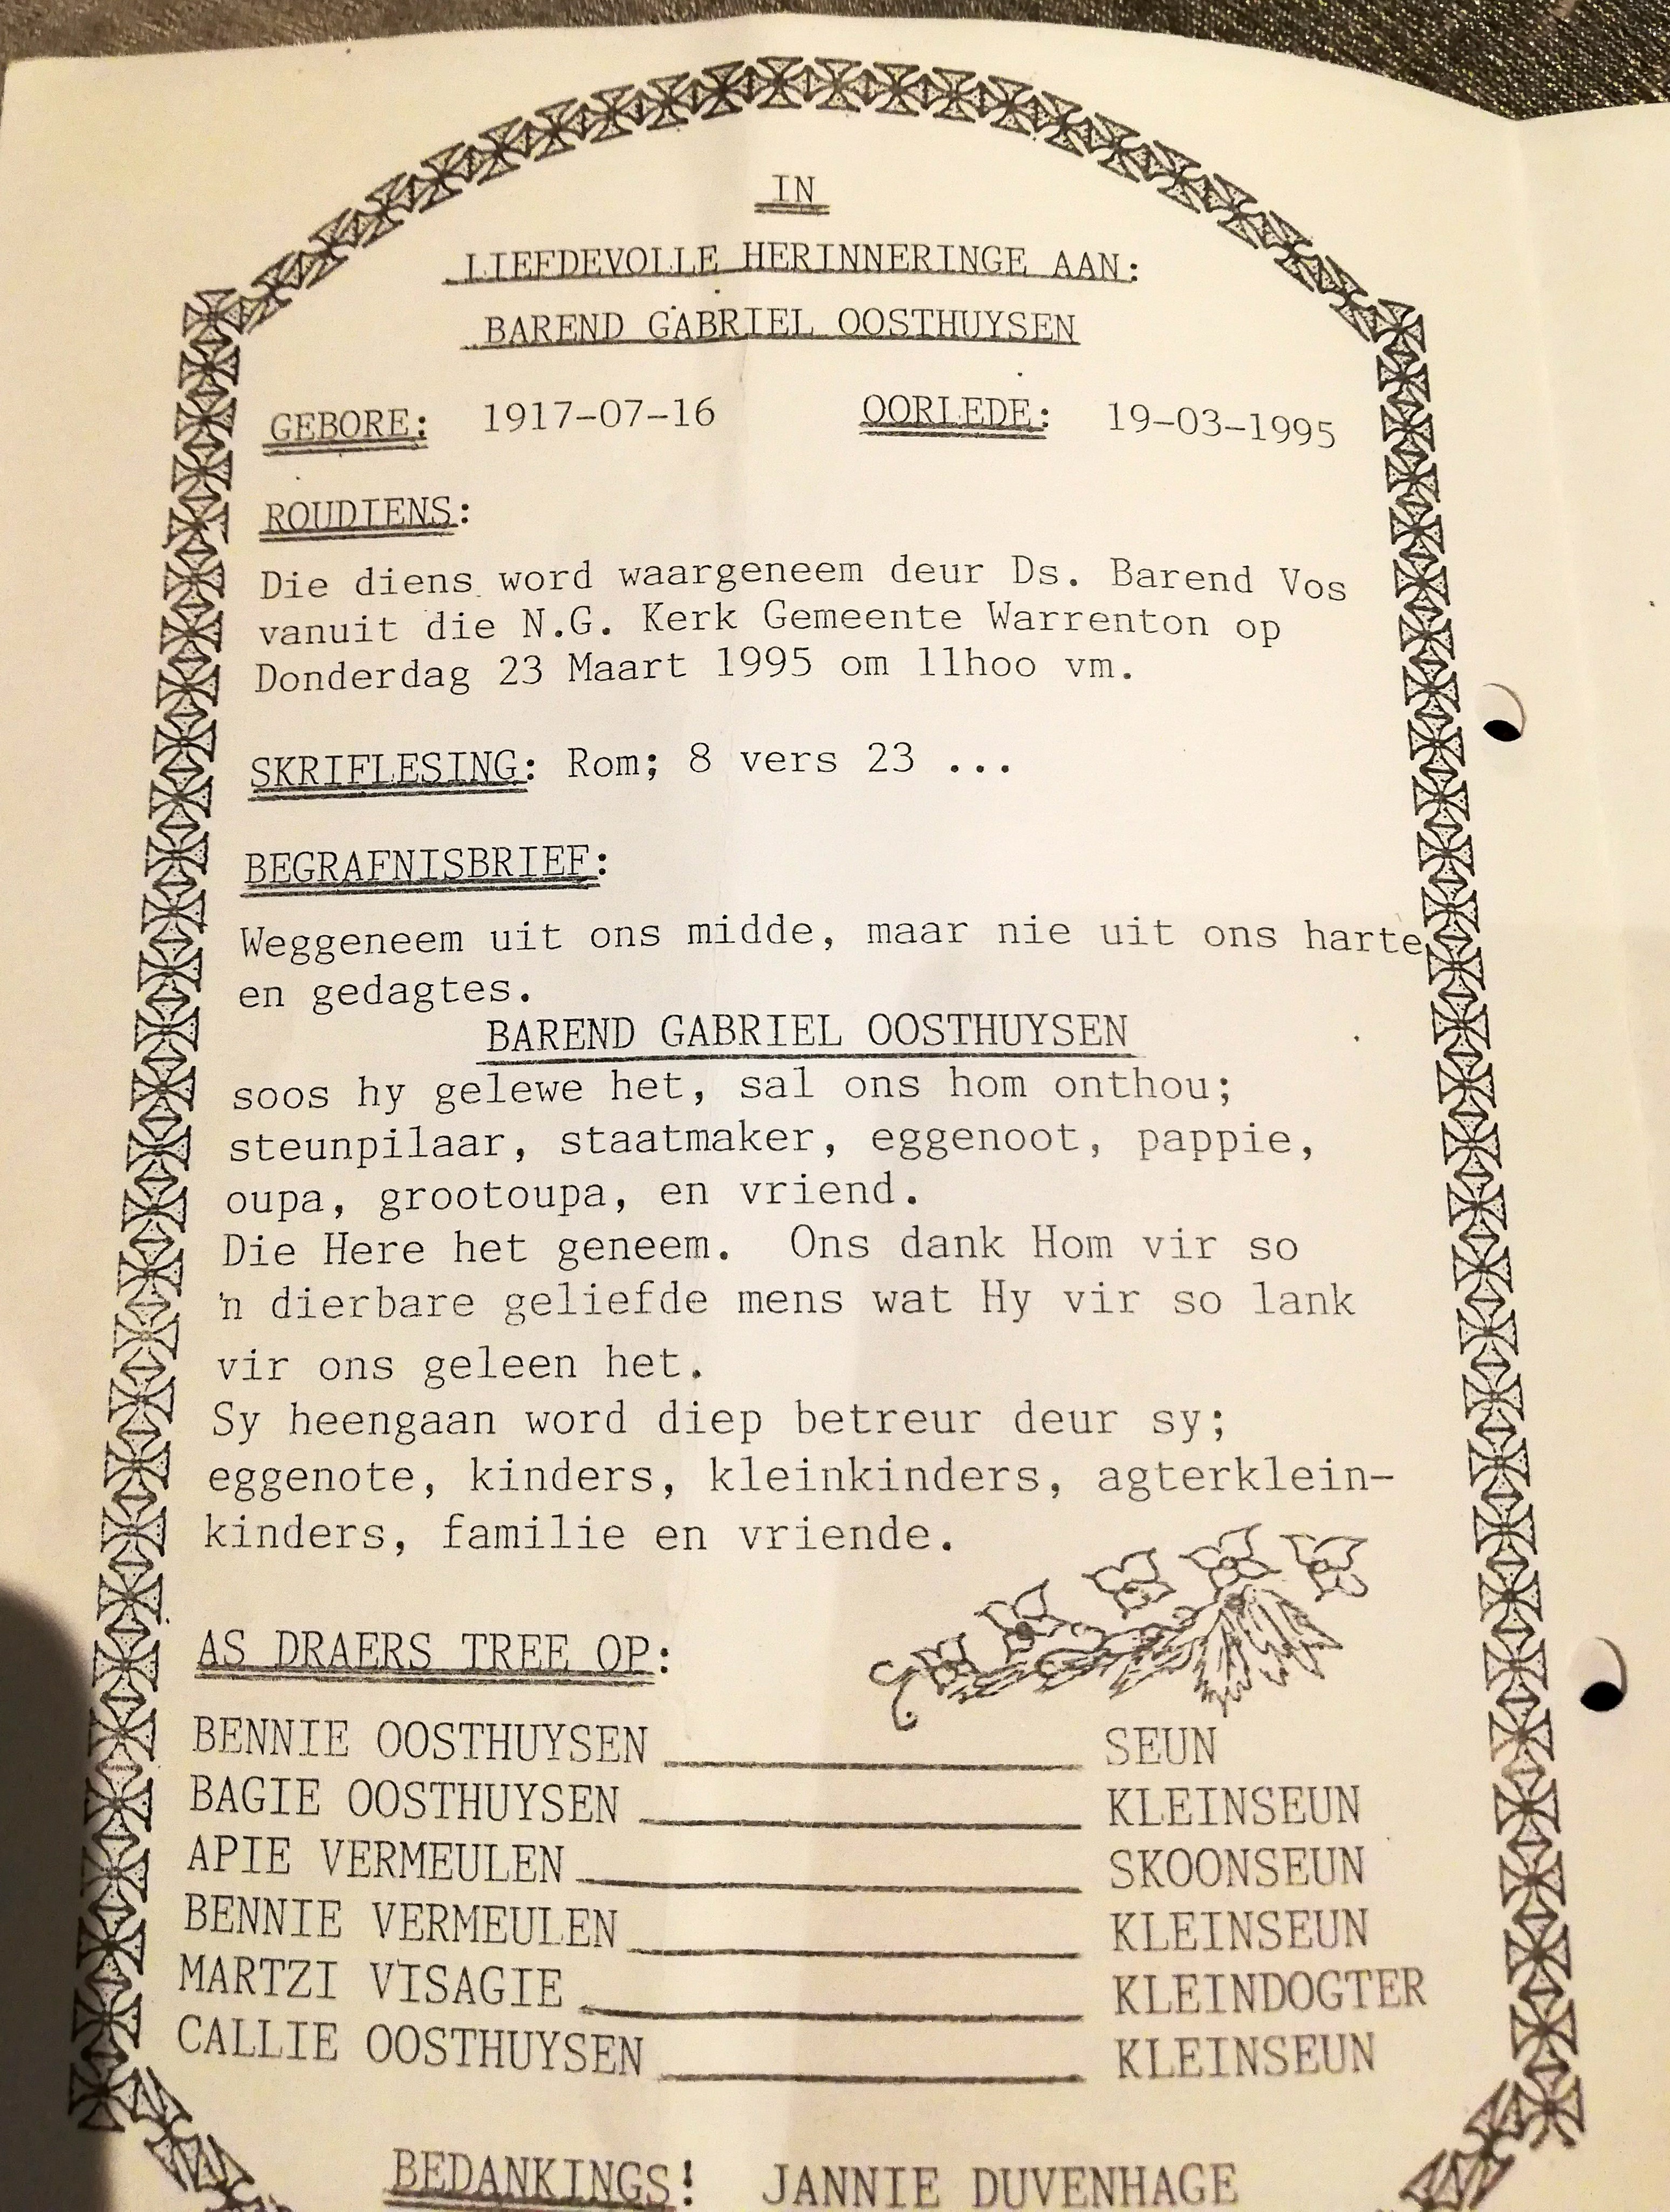 IN
LIEFDEVOLLE HERINNERINGE AAN:
BAREND GABRIEL OOSTHUYSEN
GEBORE: 1917-07-16 OORLEDE: 19-03-1995
ROUDIENS:
Die diens word waargeneem deur Ds. Barend Vos
vanuit die N.G. Kerk Gemeente Warrenton op
Donderdag 23 Maart 1995 om 11hoo vm.
SKRIFLESING: Rom; 8 vers 23 ...
BEGRAFNISBRIEF:
Weggeneem uit ons midde, maar nie uit ons harte
en gedagtes.
BAREND GABRIEL OOSTHUYSEN
soos hy gelewe het, sal ons hom onthou;
steunpilaar, staatmaker, eggenoot, pappie,
oupa, grootoupa, en vriend.
Die Here het geneem. Ons dank Hom vir so
'n dierbare geliefde mens wat Hy vir so lank
vir ons geleen het.
Sy heengaan word diep betreur deur sy;
eggenote, kinders, kleinkinders, agterklein-
kinders, familie en vriende.
AS DRAERS TREE OP:
BENNIE OOSTHUYSEN SEUN
BAGIE OOSTHUYSEN KLEINSEUN
APIE VERMEULEN SKOONSEUN
BENNIE VERMEULEN KLEINSEUN
MARTZI VISAGIE KLEINDOGTER
CALLIE OOSTHUYSEN KLEINSEUN
BEDANKINGS! JANNIE DUVENHAGE